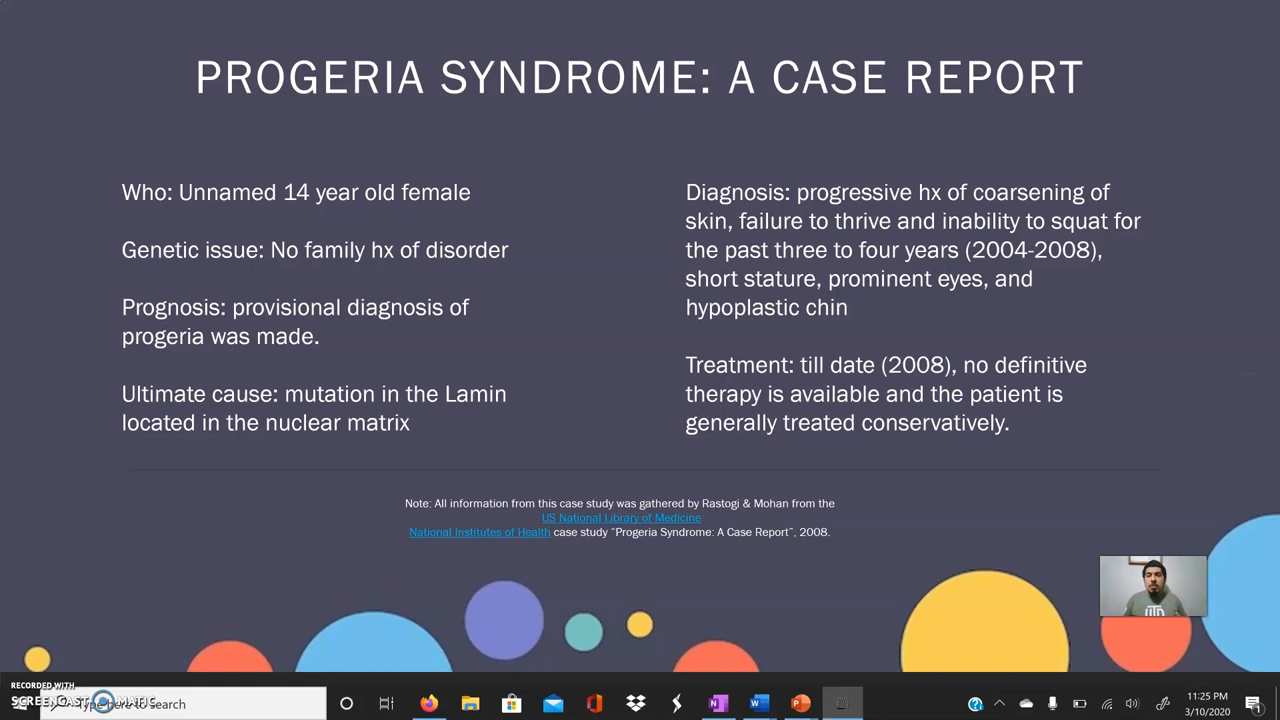 PROGERIA SYNDROME: A CASE REPORT
Who: Unnamed 14 year old female
Genetic issue: No family hx of disorder
Prognosis: provisional diagnosis of
progeria was made.
Ultimate cause: mutation in the Lamin
located in the nuclear matrix
Diagnosis: progressive hx of coarsening of
skin, failure to thrive and inability to squat for
the past three to four years (2004-2008),
short stature, prominent eyes, and
hypoplastic chin
Treatment: till date (2008), no definitive
therapy is available and the patient is
generally treated conservatively.
Note: All information from this case study was gathered by Rastogi & Mohan from the
US National Library of Medicine
National Institutes of Health case study “Progeria Syndrome: A Case Report”, 2008.
RECORDED WITH
SCREENCAST MATIC
Type here to search
11:25 PM
3/10/2020